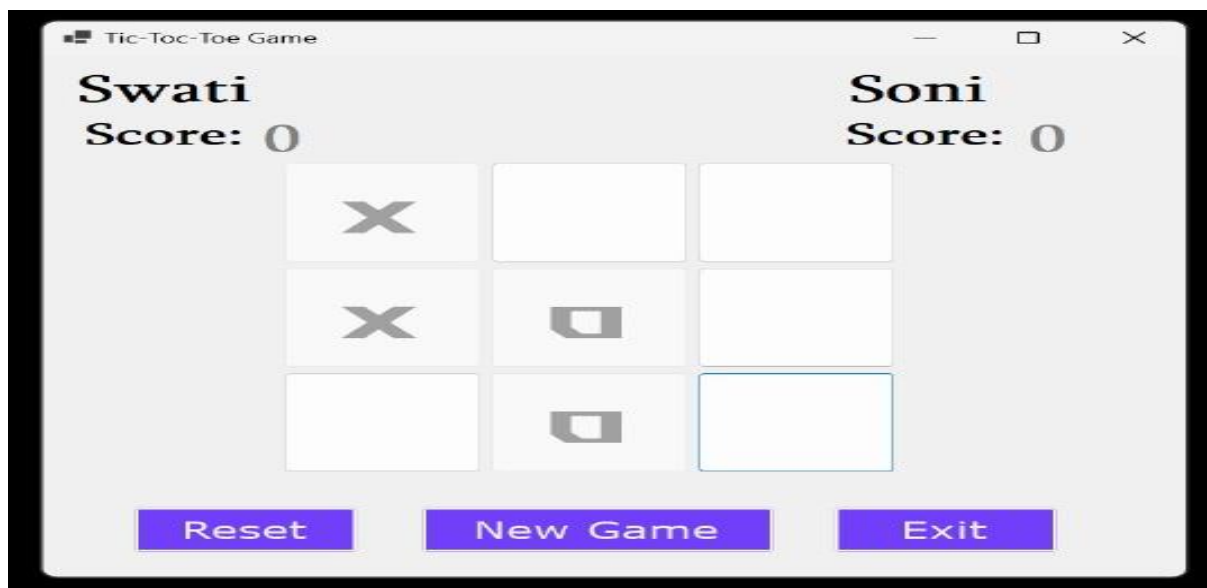 Tic-Toc-Toe Game
Swati Soni
Score: 0 Score: 0
X
X O
O
Reset New Game Exit